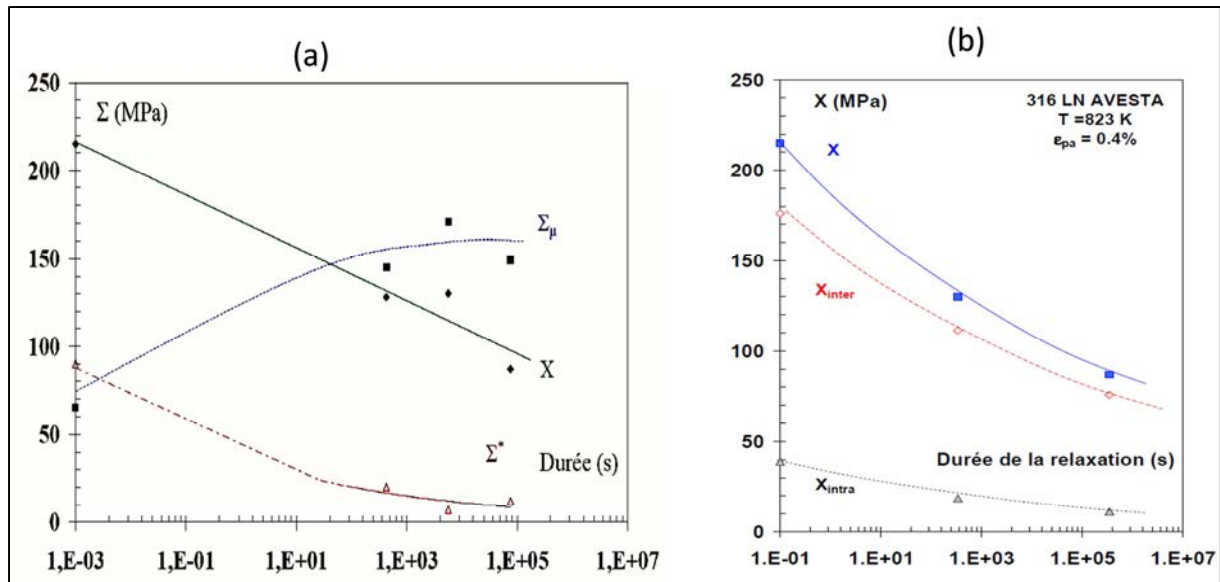 (a)
250
200
150
100
50
0
Σ (MPa)
Σμ
X
Σ*
Durée (s)
1,E-03 1,E-01 1,E+01 1,E+03 1,E+05 1,E+07
(b)
250
200
150
100
50
0
X (MPa)
316 LN AVESTA
T =823 K
εpa = 0.4%
X
Xinter
Durée de la relaxation (s)
Xintra
1.E-01 1.E+01 1.E+03 1.E+05 1.E+07